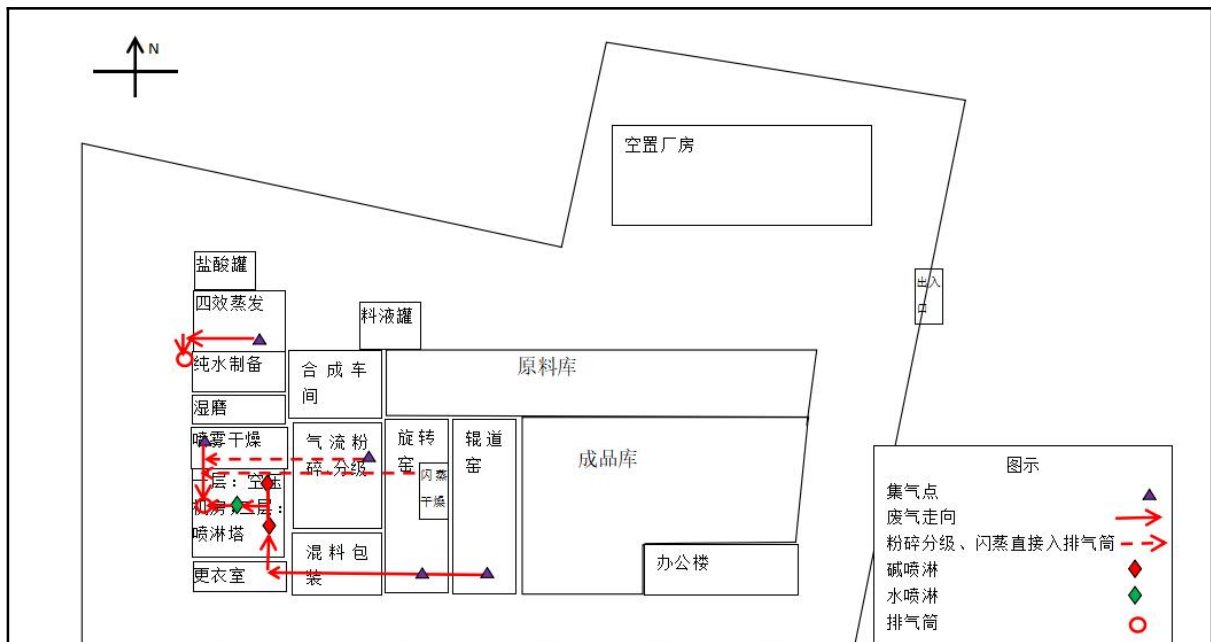 N
空置厂房
盐酸罐
四效蒸发
出入
口
料液罐
纯水制备
合成车
间
原料库
湿磨
喷雾干燥
气流粉
碎、分级
旋转
窑
辊道
窑
闪蒸
干燥
成品库
一层：空压
机房，二层：
喷淋塔
混料包
装
更衣室
办公楼
图示
集气点
废气走向
粉碎分级、闪蒸直接入排气筒
碱喷淋
水喷淋
排气筒